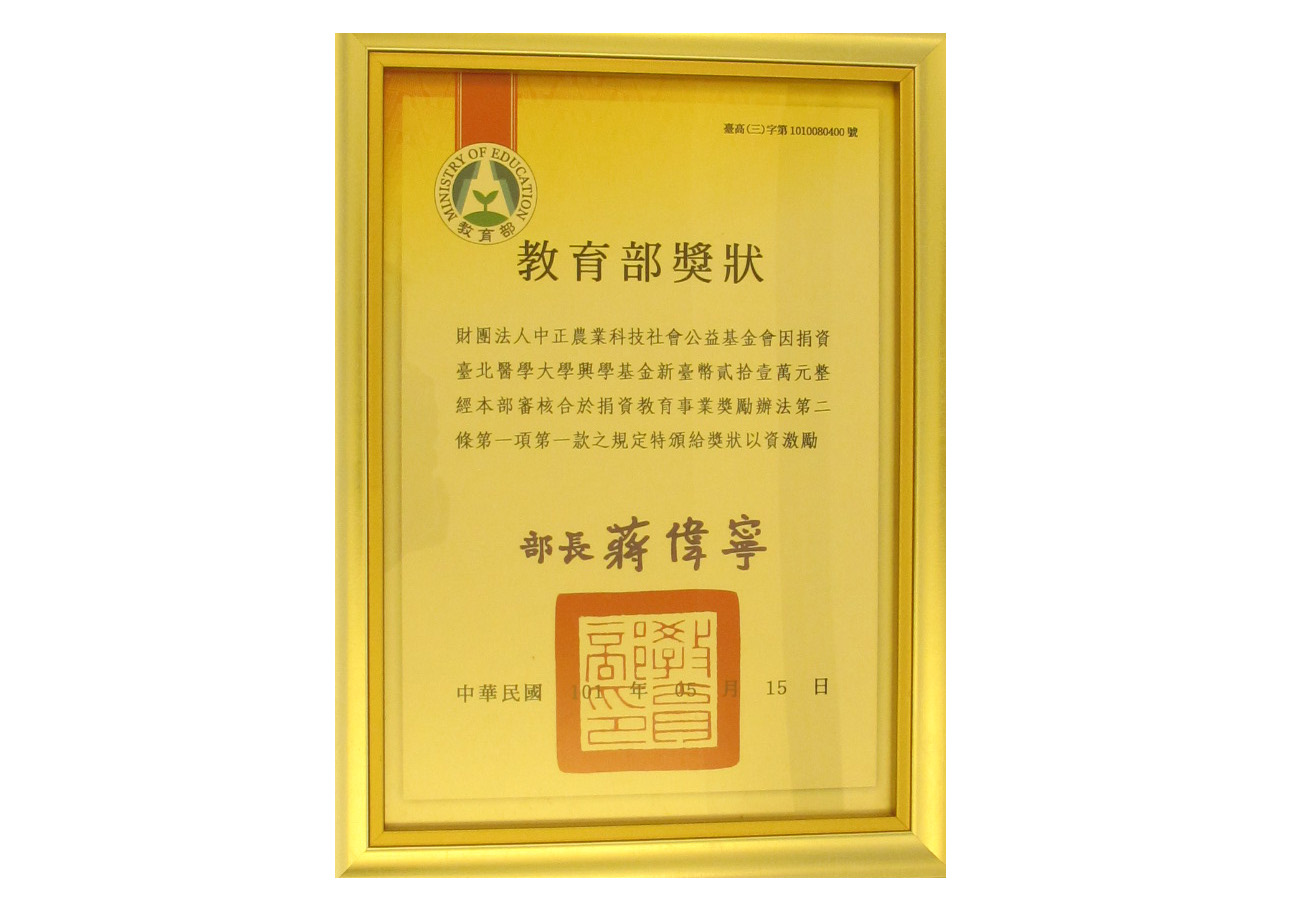 臺高(三)字第1010080400號
MINISTRY OF EDUCATION
教育部
教育部獎狀
財團法人中正農業科技社會公益基金會因捐資
臺北醫學大學興學基金新臺幣貳拾壹萬元整
經本部審核合於捐資教育事業獎勵辦法第二
條第一項第一款之規定特頒給獎狀以資激勵
部長 蔣偉寧
教育部印
中華民國 101 年 05 月 15 日